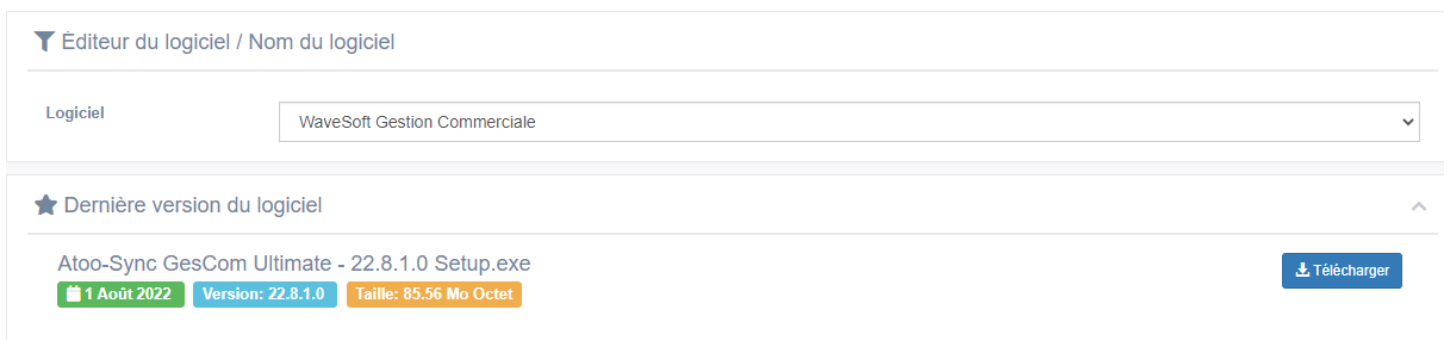 Éditeur du logiciel / Nom du logiciel
Logiciel
WaveSoft Gestion Commerciale
Dernière version du logiciel
Atoo-Sync GesCom Ultimate - 22.8.1.0 Setup.exe
Télécharger
1 Août 2022 Version: 22.8.1.0 Taille: 85.56 Mo Octet